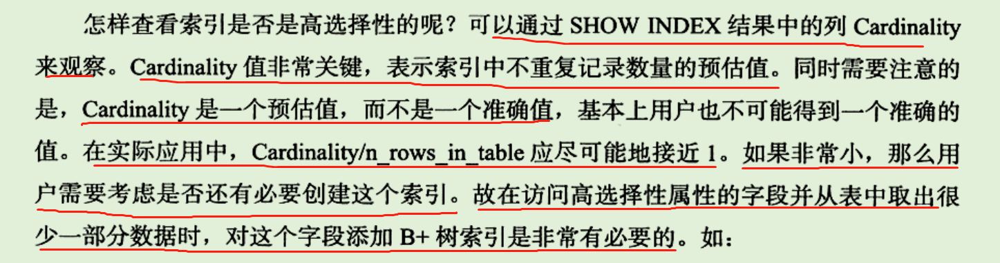 怎样查看索引是否是高选择性的呢？可以通过 SHOW INDEX 结果中的列 Cardinality
来观察。Cardinality 值非常关键，表示索引中不重复记录数量的预估值。同时需要注意的
是，Cardinality 是一个预估值，而不是一个准确值，基本上用户也不可能得到一个准确的
值。在实际应用中，Cardinality/n_rows_in_table 应尽可能地接近 1。如果非常小，那么用
户需要考虑是否还有必要创建这个索引。故在访问高选择性属性的字段并从表中取出很
少一部分数据时，对这个字段添加 B+ 树索引是非常有必要的。如：